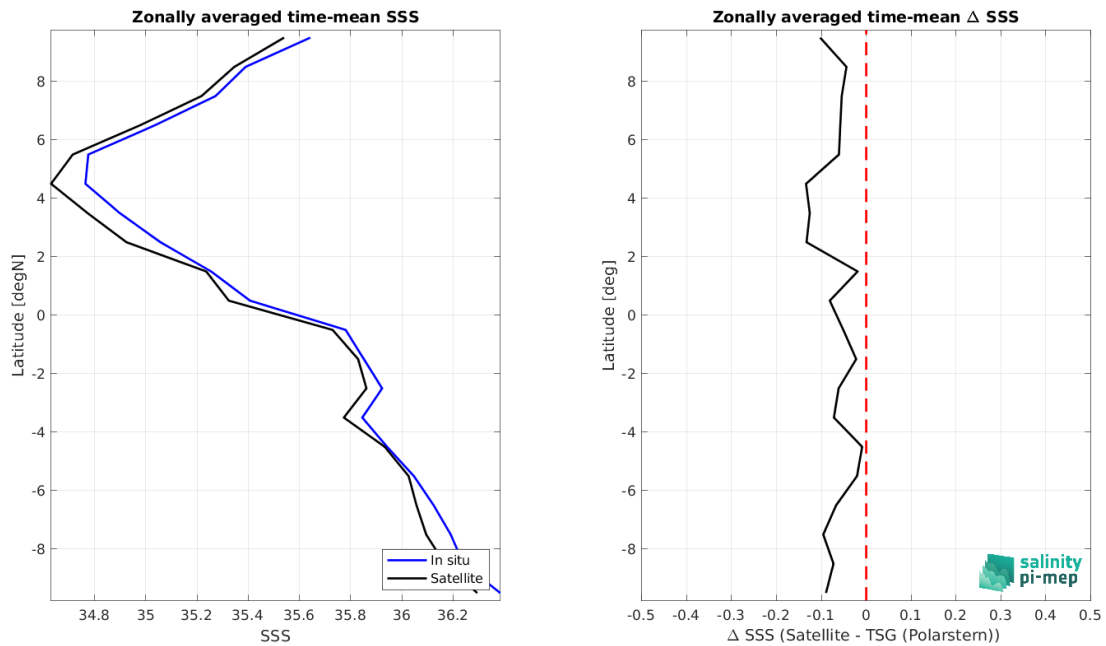 Zonally averaged time-mean SSS
Latitude [degN]
8
6
4
2
0
-2
-4
-6
-8
34.8 35 35.2 35.4 35.6 35.8 36 36.2
SSS
In situ
Satellite
Zonally averaged time-mean Δ SSS
Latitude [deg]
8
6
4
2
0
-2
-4
-6
-8
-0.5 -0.4 -0.3 -0.2 -0.1 0 0.1 0.2 0.3 0.4 0.5
Δ SSS (Satellite - TSG (Polarstern))
salinity
pi-mep